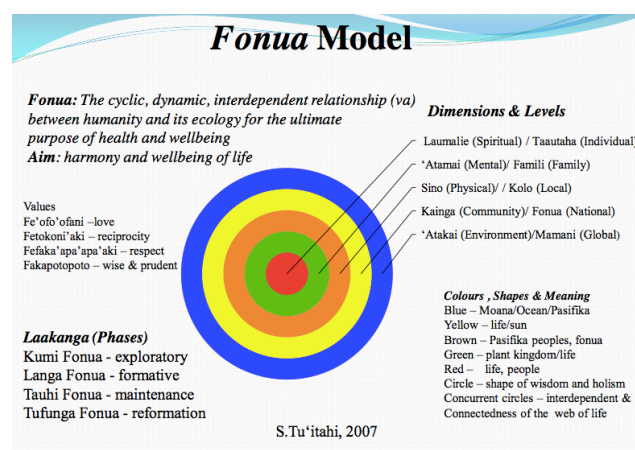 Fonua Model
Fonua: The cyclic, dynamic, interdependent relationship (va)
between humanity and its ecology for the ultimate
purpose of health and wellbeing
Aim: harmony and wellbeing of life
Dimensions & Levels
Laumalie (Spiritual) / Taautaha (Individual)
‘Atamai (Mental)/ Famili (Family)
Sino (Physical)/ / Kolo (Local)
Kainga (Community)/ Fonua (National)
‘Atakai (Environment)/Mamani (Global)
Values
Fe’ofo’ofani –love
Fetokoni’aki – reciprocity
Fefaka’apa’apa’aki – respect
Fakapotopoto – wise & prudent
Laakanga (Phases)
Kumi Fonua - exploratory
Langa Fonua - formative
Tauhi Fonua - maintenance
Tufunga Fonua - reformation
Colours , Shapes & Meaning
Blue – Moana/Ocean/Pasifika
Yellow – life/sun
Brown – Pasifika peoples, fonua
Green – plant kingdom/life
Red – life, people
Circle – shape of wisdom and holism
Concurrent circles – interdependent &
Connectedness of the web of life
S.Tu‘itahi, 2007